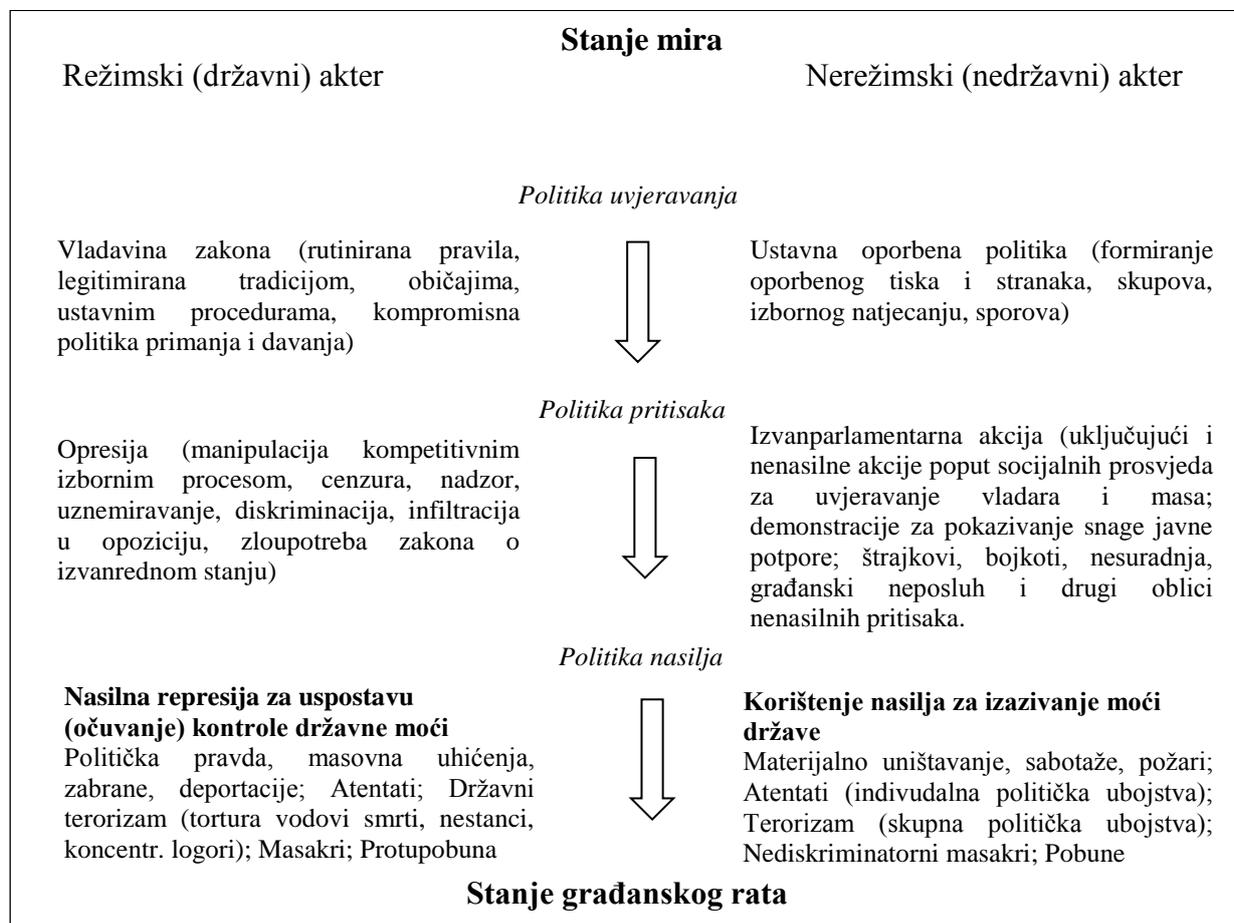 Stanje mira
Režimski (državni) akter
Nerežimski (nedržavni) akter
Politika uvjeravanja
Vladavina zakona (rutinirana pravila,
legitimirana tradicijom, običajima,
ustavnim procedurama, kompromisna
politika primanja i davanja)
Ustavna oporbena politika (formiranje
oporbenog tiska i stranaka, skupova,
izbornog natjecanju, sporova)
Politika pritisaka
Opresija (manipulacija kompetitivnim
izbornim procesom, cenzura, nadzor,
uznemiravanje, diskriminacija, infiltracija
u opoziciju, zloupotreba zakona o
izvanrednom stanju)
Izvanparlamentarna akcija (uključujući i
nenasilne akcije poput socijalnih prosvjeda
za uvjeravanje vladara i masa;
demonstracije za pokazivanje snage javne
potpore; štrajkovi, bojkoti, nesuradnja,
građanski neposluh i drugi oblici
nenasilnih pritisaka.
Politika nasilja
Nasilna represija za uspostavu
(očuvanje) kontrole državne moći
Politička pravda, masovna uhićenja,
zabrane, deportacije; Atentati; Državni
terorizam (tortura vodovi smrti, nestanci,
koncentr. logori); Masakri; Protupobuna
Korištenje nasilja za izazivanje moći
države
Materijalno uništavanje, sabotaže, požari;
Atentati (indivudalna politička ubojstva);
Terorizam (skupna politička ubojstva);
Nediskriminatorni masakri; Pobune
Stanje građanskog rata